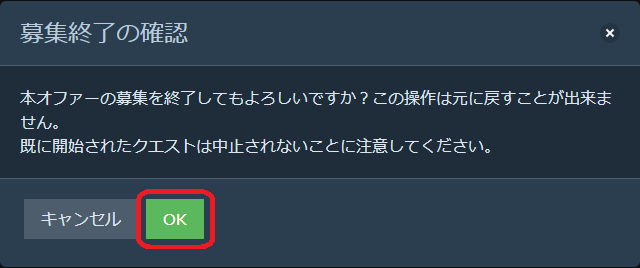 募集終了の確認
×
本オファーの募集を終了してもよろしいですか？この操作は元に戻すことが出来ま
せん。
既に開始されたクエストは中止されないことに注意してください。
キャンセル OK